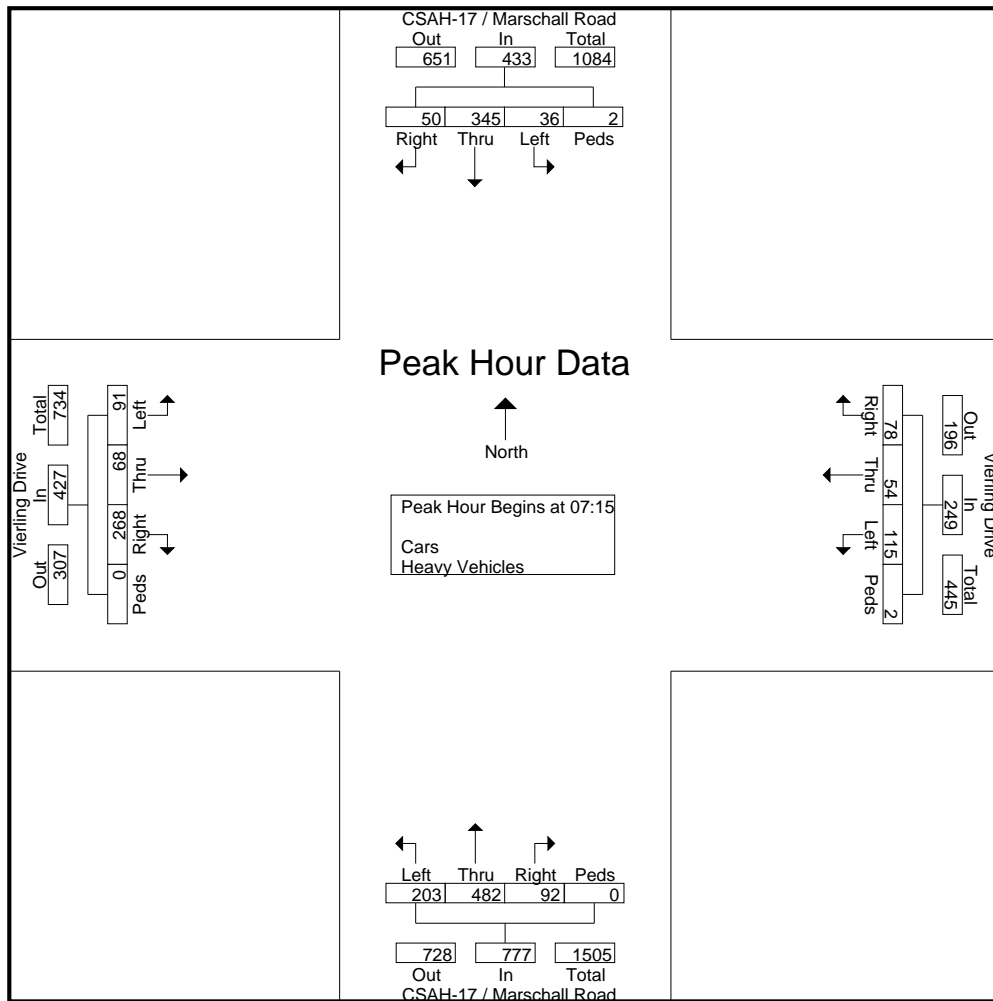 CSAH-17 / Marschall Road
Out In Total
651 433 1084
50 345 36 2
Right Thru Left Peds
Peak Hour Data
North
Peak Hour Begins at 07:15
Cars
Heavy Vehicles
Vierling Drive
Out In Total
307 427 734
91 68 268 0
Left Thru Right Peds
Vierling Drive
Out In Total
196 249 445
78 54 115 2
Right Thru Left Peds
Left Thru Right Peds
203 482 92 0
728 777 1505
Out In Total
CSAH-17 / Marschall Road